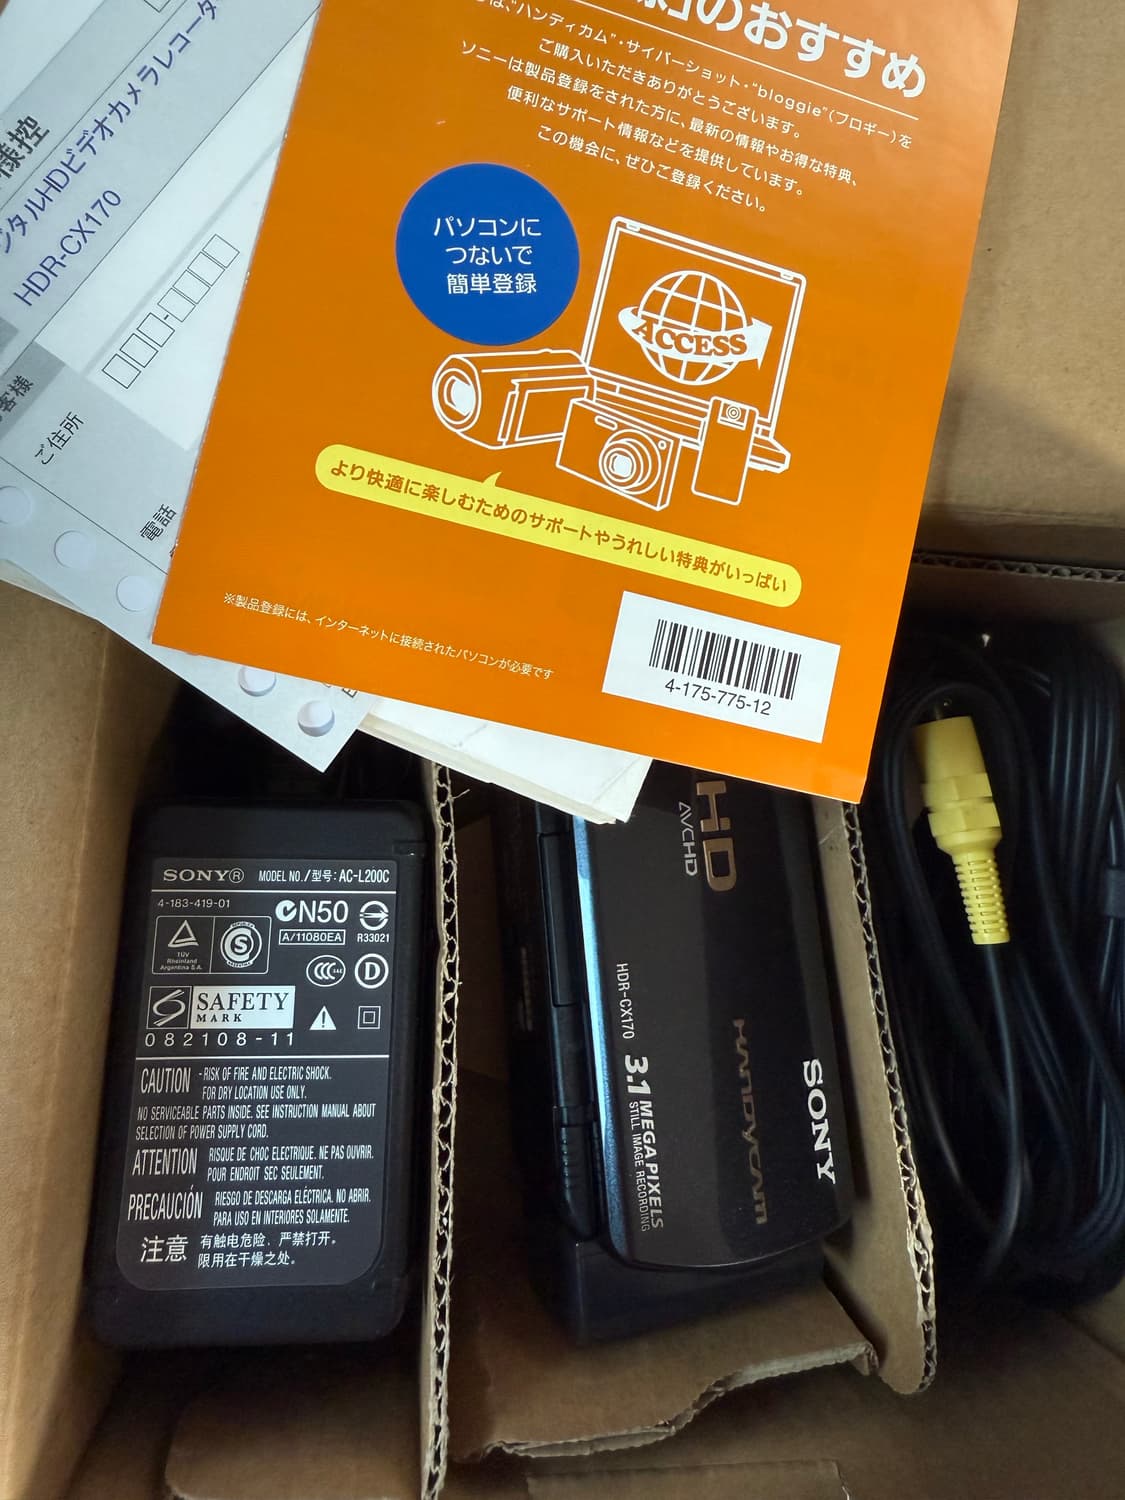 のおすすめ
"ハンディカム"・サイバーショット・"bloggie"(ブロギー)を
ご購入いただきありがとうございます。
ソニーは製品登録をされた方に、最新の情報やお得な特典、
便利なサポート情報などを提供しています。
この機会に、ぜひご登録ください。
パソコンに
つないで
簡単登録
ACCESS
より快適に楽しむためのサポートやうれしい特典がいっぱい
※製品登録には、インターネットに接続されたパソコンが必要です
4-175-775-12
様控
ジタルHDビデオカメラレコーダ
HDR-CX170
客様
ご住所
電話
SONY® MODEL NO./型号: AC-L200C
4-183-419-01
N50
A/11080EA
R33021
TÜV
Rheinland
Argentina S.A.
S
CCC
D
SAFETY
MARK
082108-11
CAUTION -RISK OF FIRE AND ELECTRIC SHOCK.
FOR DRY LOCATION USE ONLY.
NO SERVICEABLE PARTS INSIDE. SEE INSTRUCTION MANUAL ABOUT
SELECTION OF POWER SUPPLY CORD.
ATTENTION RISQUE DE CHOC ELECTRIQUE. NE PAS OUVRIR.
POUR ENDROIT SEC SEULEMENT.
PRECAUCIÓN RIESGO DE DESCARGA ELÉCTRICA. NO ABRIR.
PARA USO EN INTERIORES SOLAMENTE.
注意 有触电危险、严禁打开。
限用在干燥之处。
HD
AVCHD
HDR-CX170
3.1 MEGA PIXELS
STILL IMAGE RECORDING
HANDYCAM
SONY